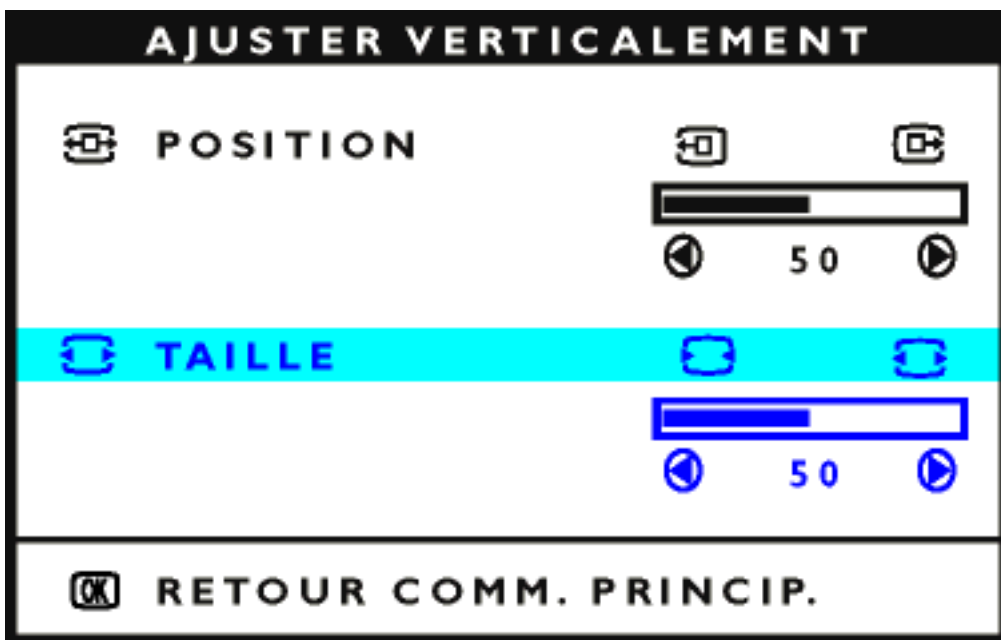 AJUSTER VERTICALEMENT
POSITION
50
TAILLE
50
OK RETOUR COMM. PRINCIP.